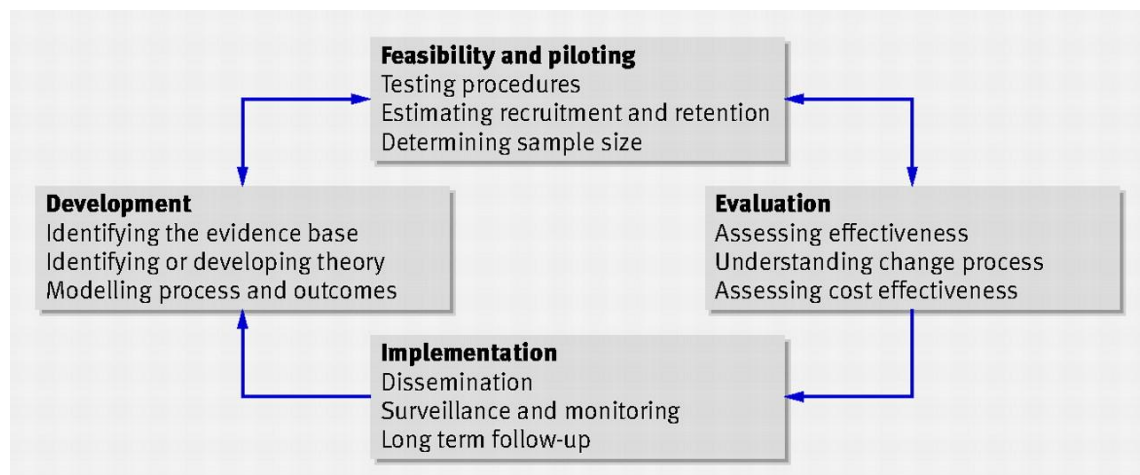 Feasibility and piloting
Testing procedures
Estimating recruitment and retention
Determining sample size
Development
Identifying the evidence base
Identifying or developing theory
Modelling process and outcomes
Evaluation
Assessing effectiveness
Understanding change process
Assessing cost effectiveness
Implementation
Dissemination
Surveillance and monitoring
Long term follow-up